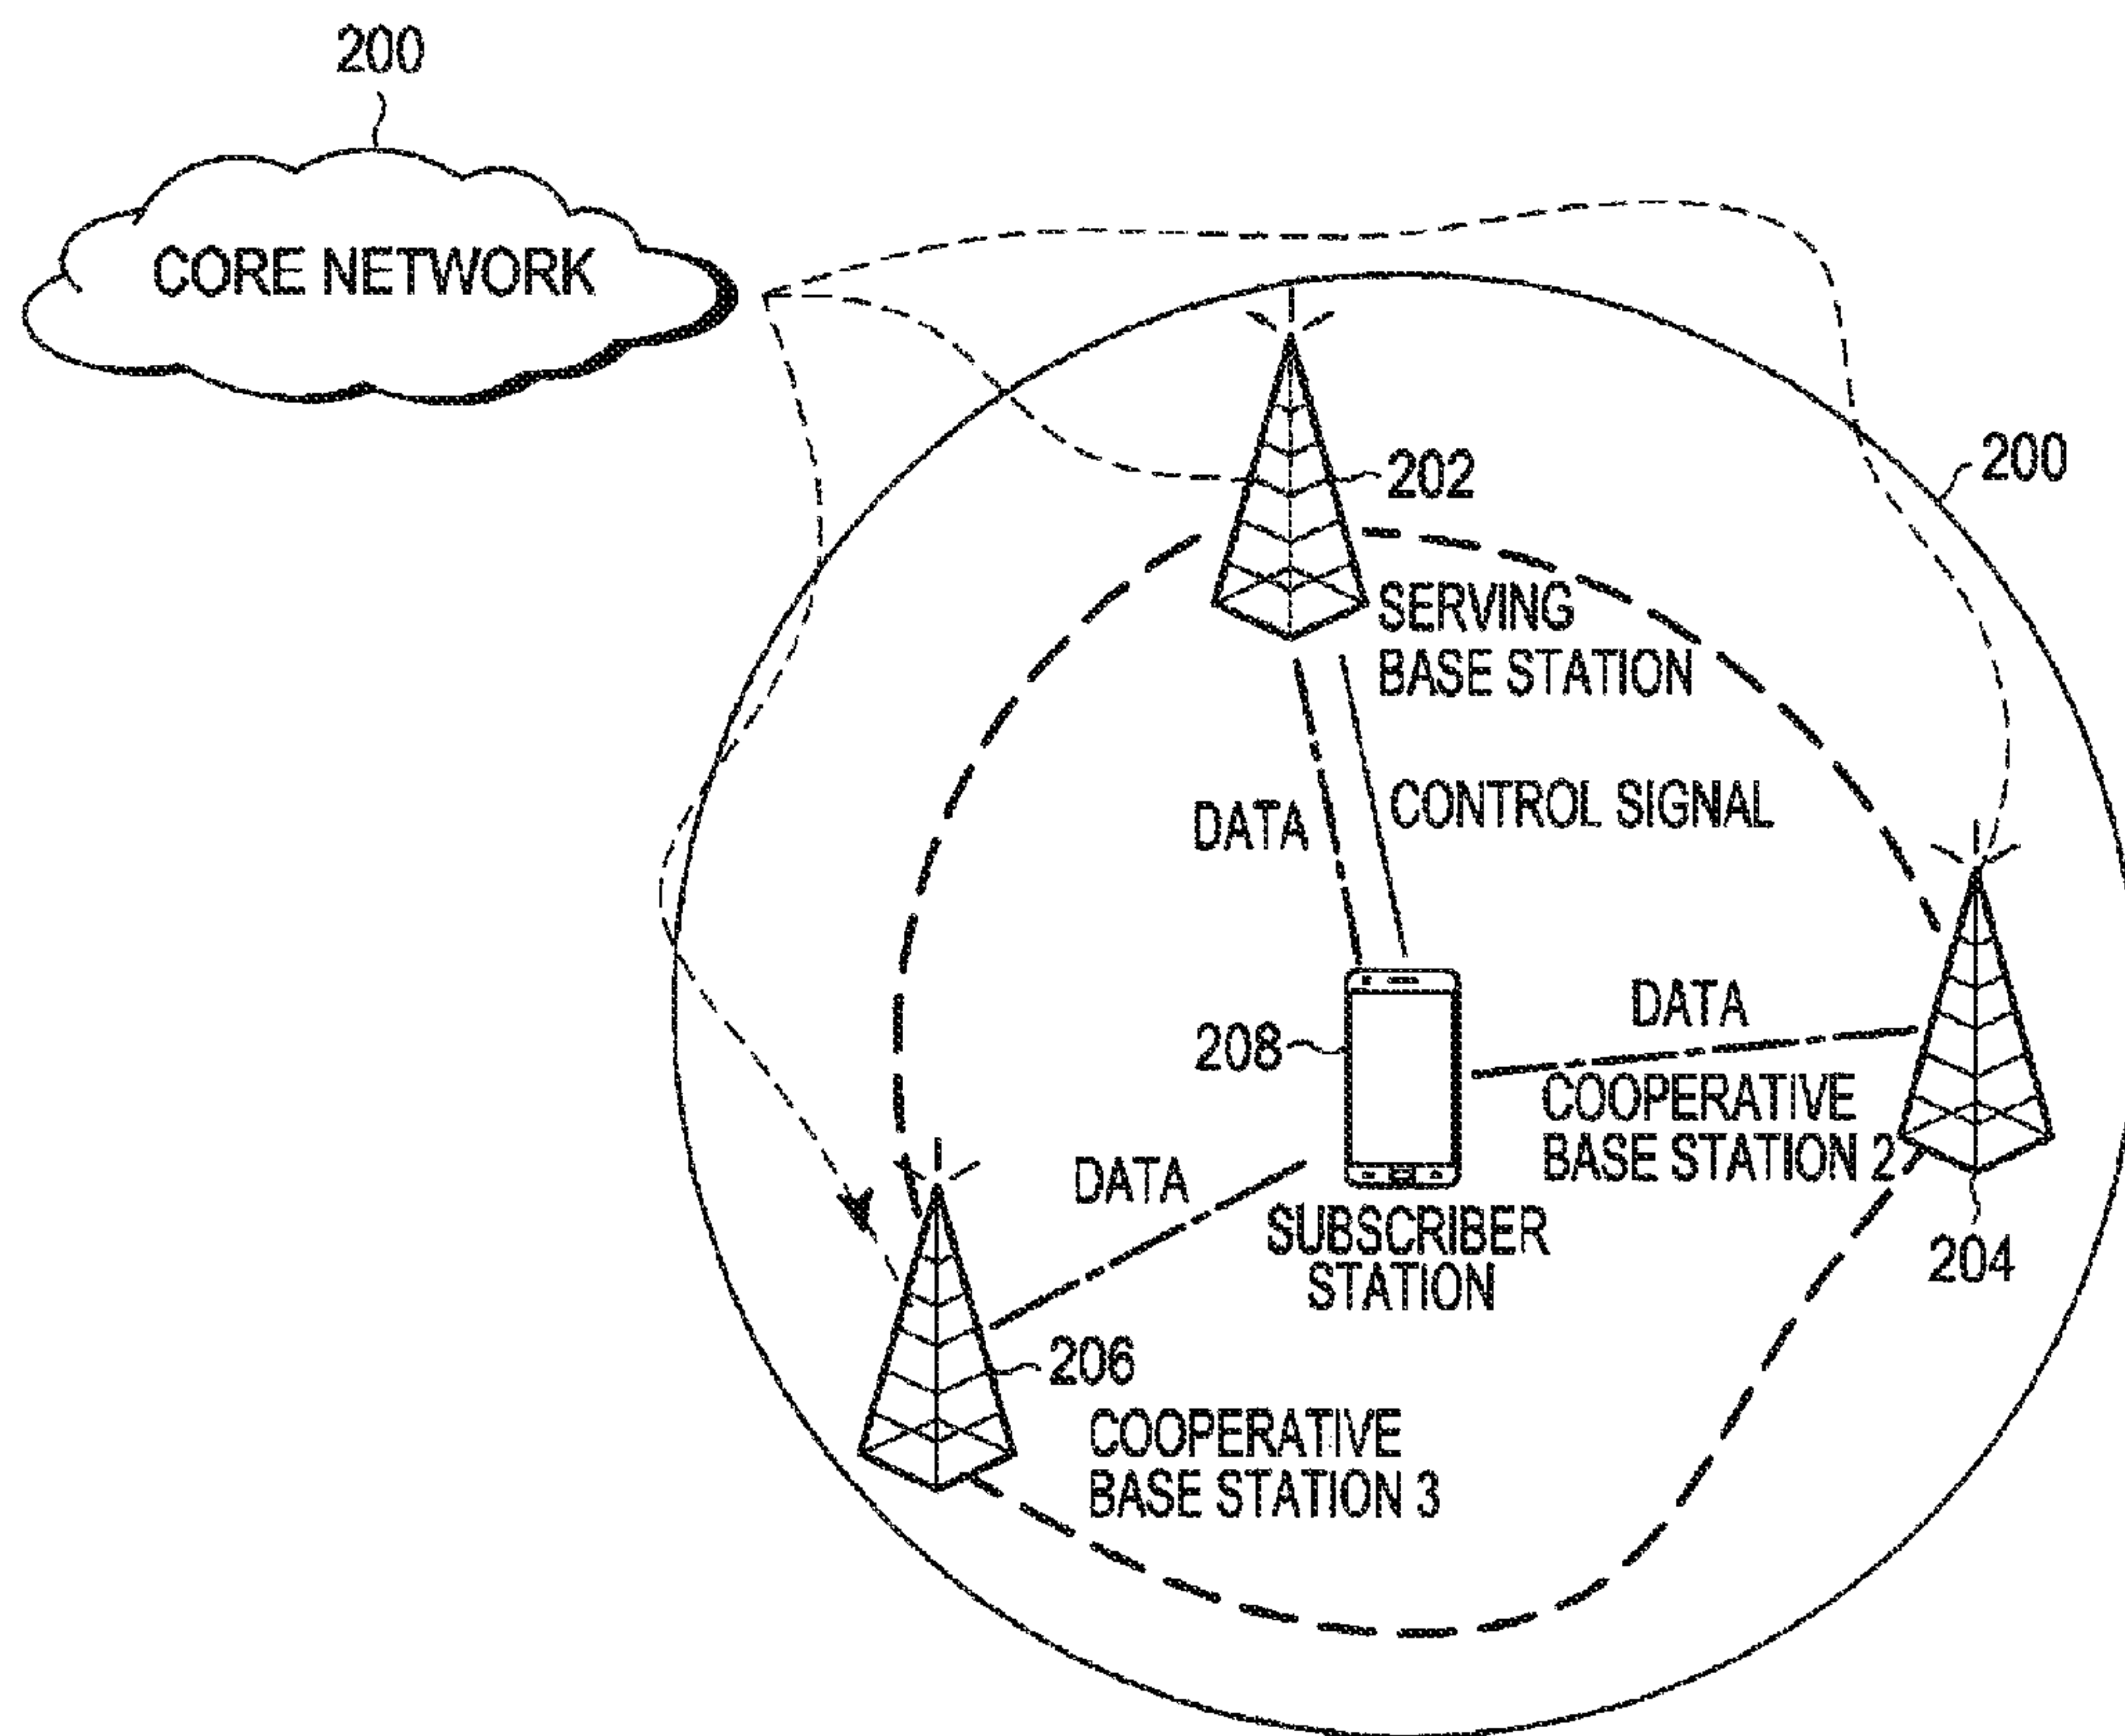 200
CORE NETWORK
200
202
SERVING
BASE STATION
DATA
CONTROL SIGNAL
DATA
208
COOPERATIVE
BASE STATION 2
DATA
SUBSCRIBER
STATION
204
206
COOPERATIVE
BASE STATION 3